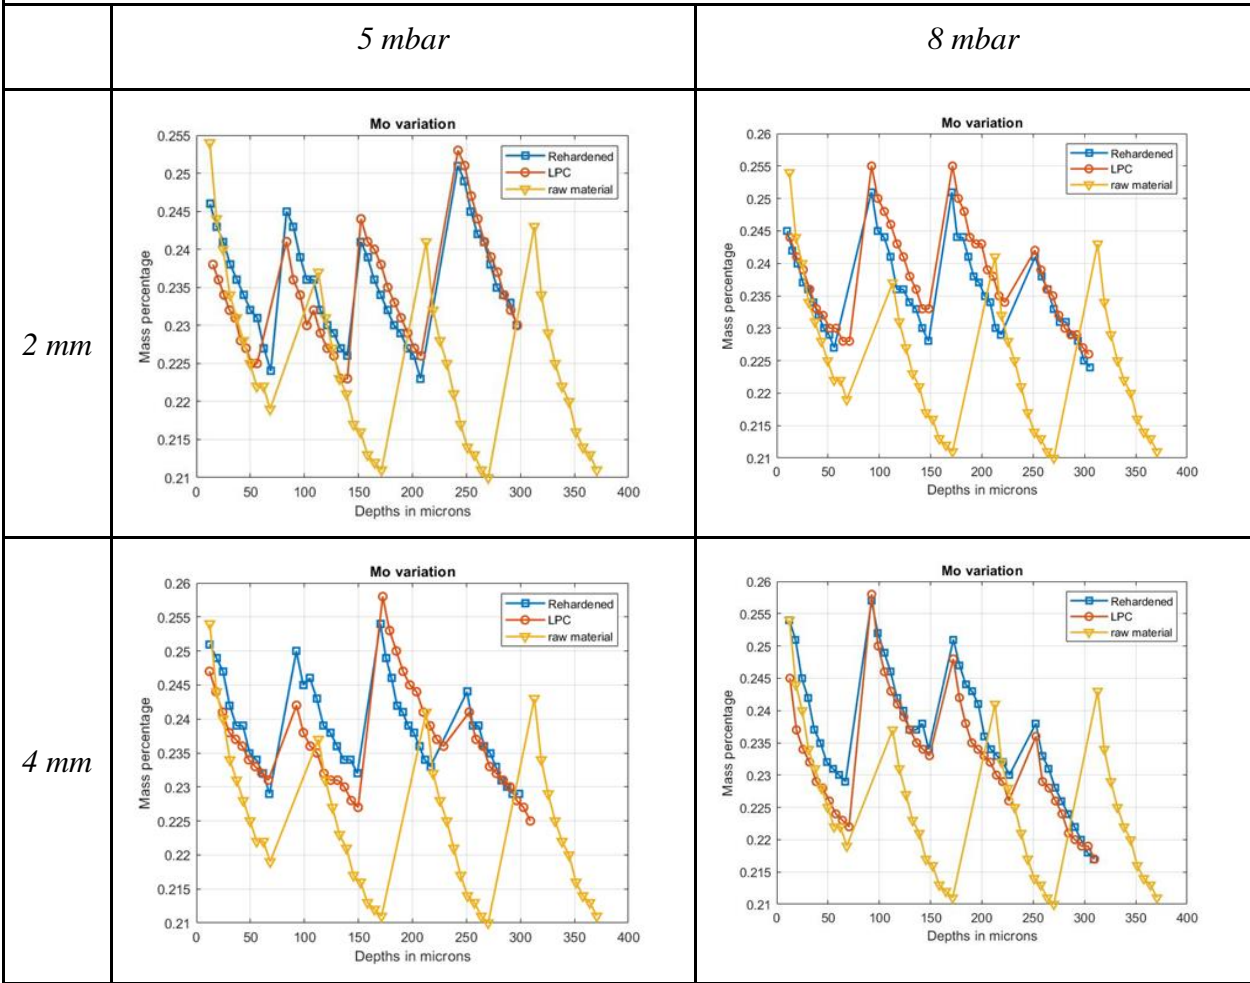 5 mbar
8 mbar
2 mm
Mo variation
Mass percentage
0.255
0.25
0.245
0.24
0.235
0.23
0.225
0.22
0.215
0.21
Rehardened
LPC
raw material
0 50 100 150 200 250 300 350 400
Depths in microns
Mo variation
Mass percentage
0.26
0.255
0.25
0.245
0.24
0.235
0.23
0.225
0.22
0.215
0.21
Rehardened
LPC
raw material
0 50 100 150 200 250 300 350 400
Depths in microns
4 mm
Mo variation
Mass percentage
0.26
0.255
0.25
0.245
0.24
0.235
0.23
0.225
0.22
0.215
0.21
Rehardened
LPC
raw material
0 50 100 150 200 250 300 350 400
Depths in microns
Mo variation
Mass percentage
0.26
0.255
0.25
0.245
0.24
0.235
0.23
0.225
0.22
0.215
0.21
Rehardened
LPC
raw material
0 50 100 150 200 250 300 350 400
Depths in microns